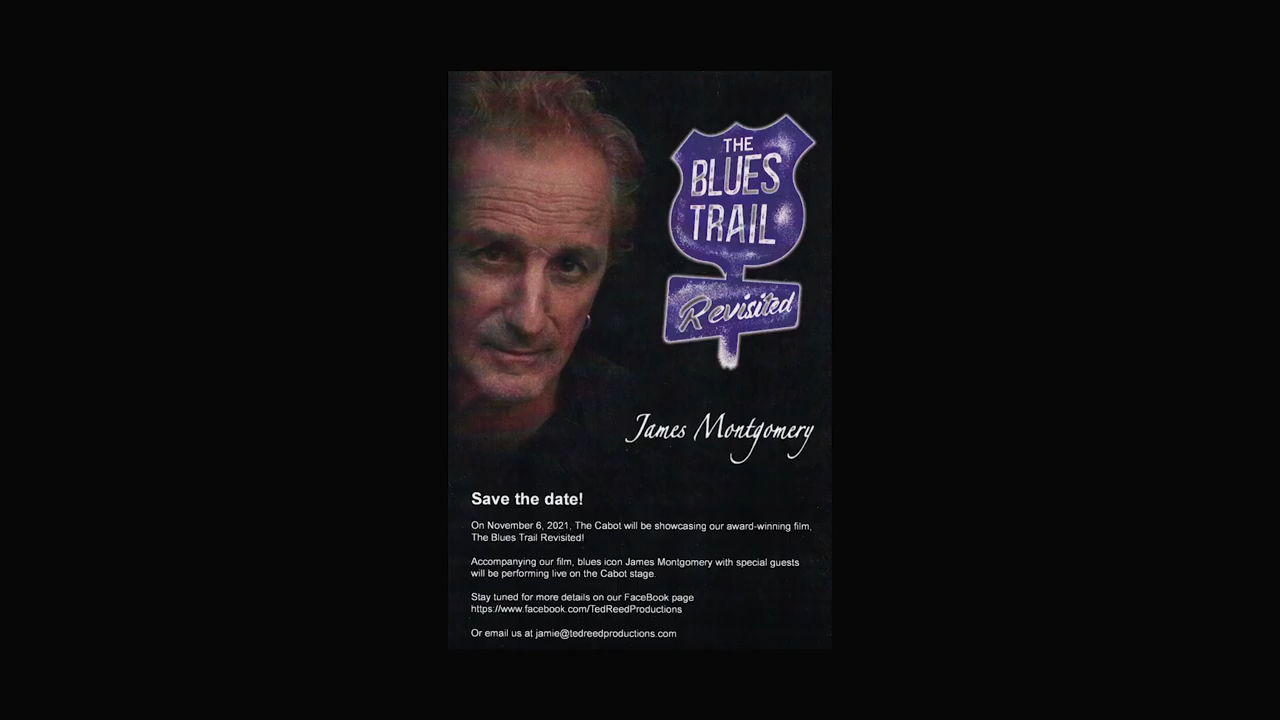 THE
BLUES
TRAIL
Revisited
James Montgomery
Save the date!
On November 6, 2021, The Cabot will be showcasing our award-winning film,
The Blues Trail Revisited!
Accompanying our film, blues icon James Montgomery with special guests
will be performing live on the Cabot stage.
Stay tuned for more details on our FaceBook page
https://www.facebook.com/TedReedProductions
Or email us at jamie@tedreedproductions.com